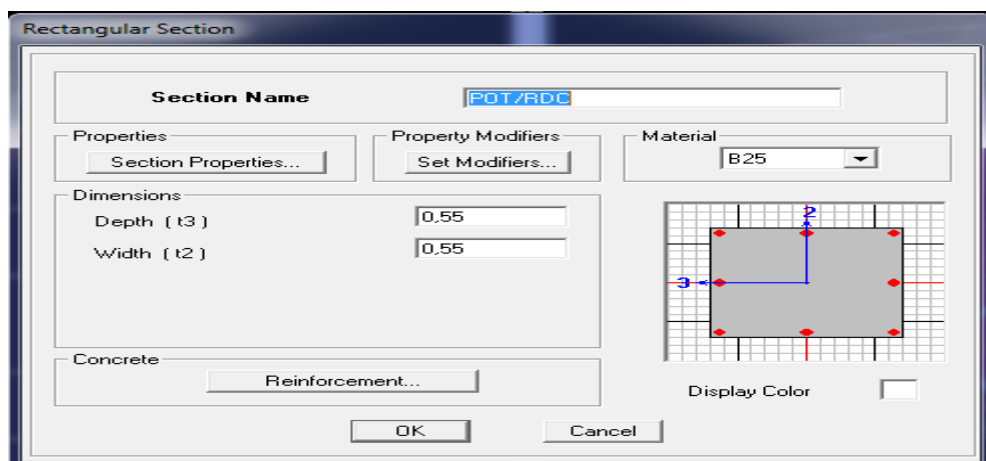 Rectangular Section
Section Name POT/RDC
Properties Property Modifiers Material
Section Properties... Set Modifiers... B25
Dimensions
Depth ( t3 ) 0,55
Width ( t2 ) 0,55
2
3
Concrete
Reinforcement...
Display Color
OK Cancel